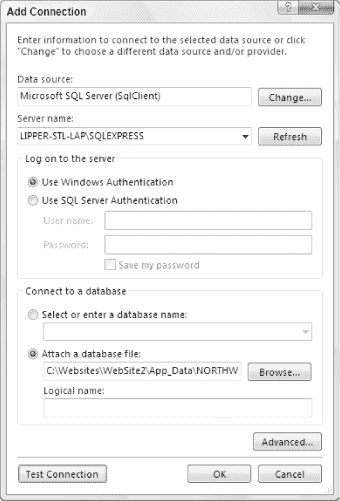 Add Connection
?
Enter information to connect to the selected data source or click
"Change" to choose a different data source and/or provider.
Data source:
Microsoft SQL Server (SqlClient)
Change...
Server name:
LIPPER-STL-LAP\SQLEXPRESS
Refresh
Log on to the server
Use Windows Authentication
Use SQL Server Authentication
User name:
Password:
Save my password
Connect to a database
Select or enter a database name:
Attach a database file:
C:\Websites\WebSite2\App_Data\NORTHW
Browse...
Logical name:
Advanced...
Test Connection
OK
Cancel